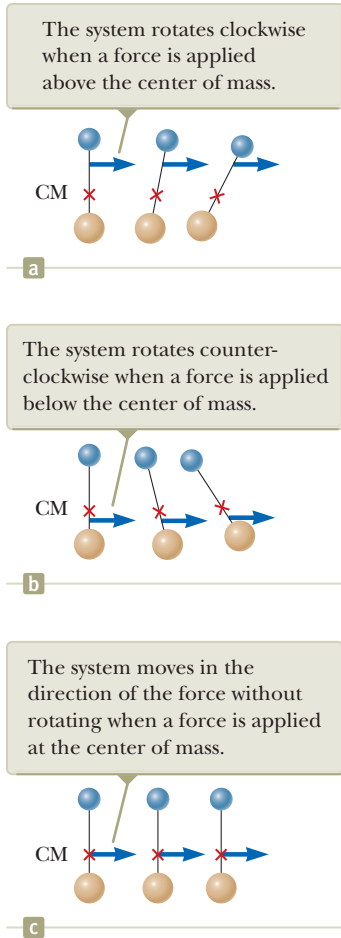 The system rotates clockwise
when a force is applied
above the center of mass.
CM
a
The system rotates counter-
clockwise when a force is applied
below the center of mass.
CM
b
The system moves in the
direction of the force without
rotating when a force is applied
at the center of mass.
CM
c